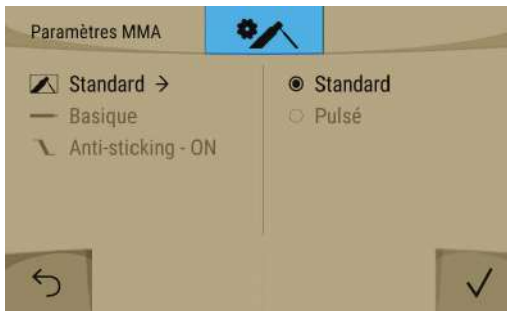 Paramètres MMA
Standard →
Basique
Anti-sticking - ON
Standard
Pulsé